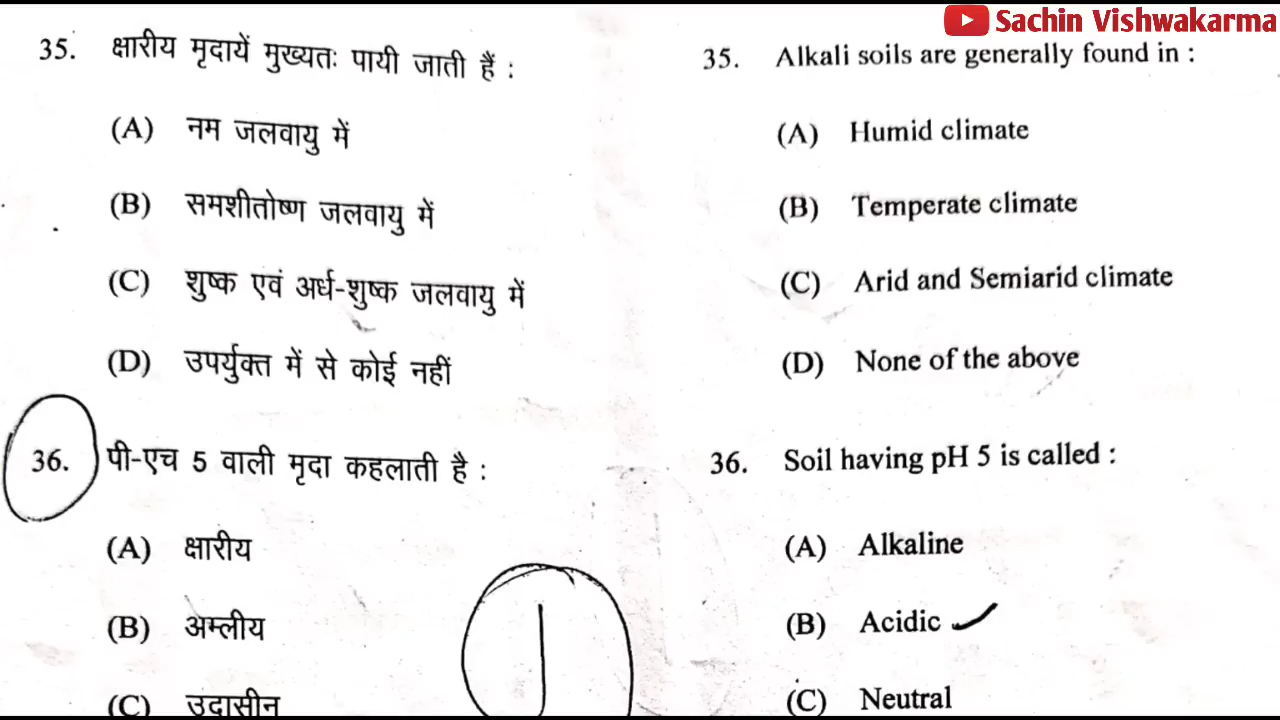 Sachin Vishwakarma
35. क्षारीय मृदायें मुख्यतः पायी जाती हैं :
(A) नम जलवायु में
(B) समशीतोष्ण जलवायु में
(C) शुष्क एवं अर्ध-शुष्क जलवायु में
(D) उपर्युक्त में से कोई नहीं
36. पी-एच 5 वाली मृदा कहलाती है :
(A) क्षारीय
(B) अम्लीय
(C) उदासीन
35. Alkali soils are generally found in :
(A) Humid climate
(B) Temperate climate
(C) Arid and Semiarid climate
(D) None of the above
36. Soil having pH 5 is called :
(A) Alkaline
(B) Acidic
(C) Neutral